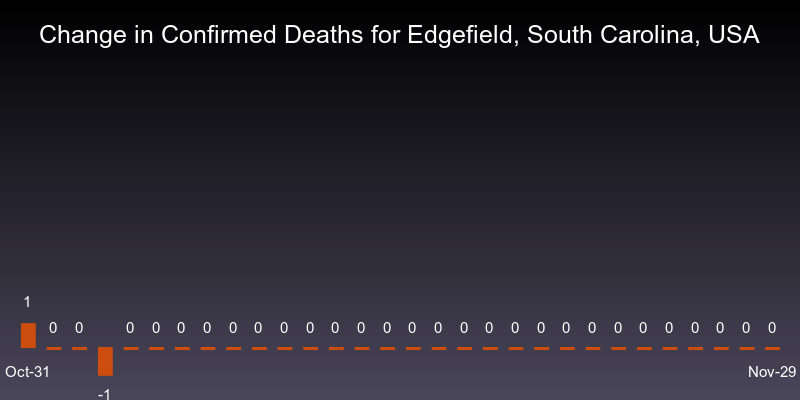 Change in Confirmed Deaths for Edgefield, South Carolina, USA
1
0 0 0 0 0 0 0 0 0 0 0 0 0 0 0 0 0 0 0 0 0 0 0 0 0 0 0 0
Oct-31 Nov-29
-1